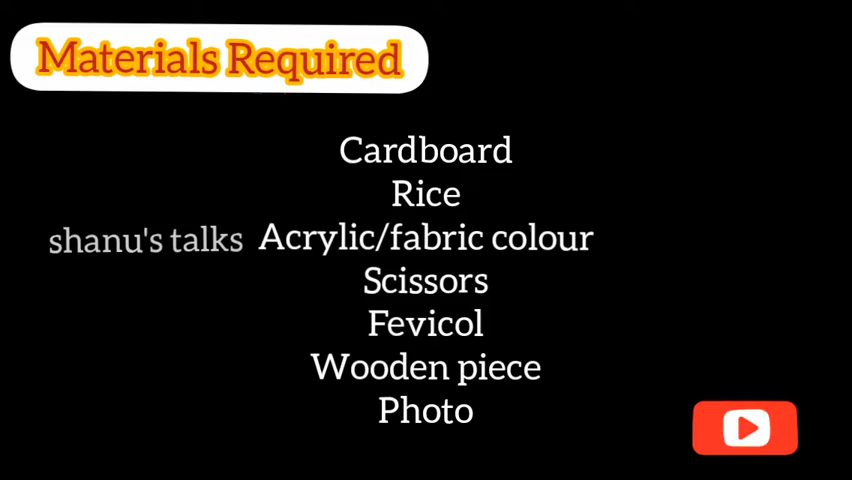 Materials Required
Cardboard
Rice
shanu's talks
Acrylic/fabric colour
Scissors
Fevicol
Wooden piece
Photo